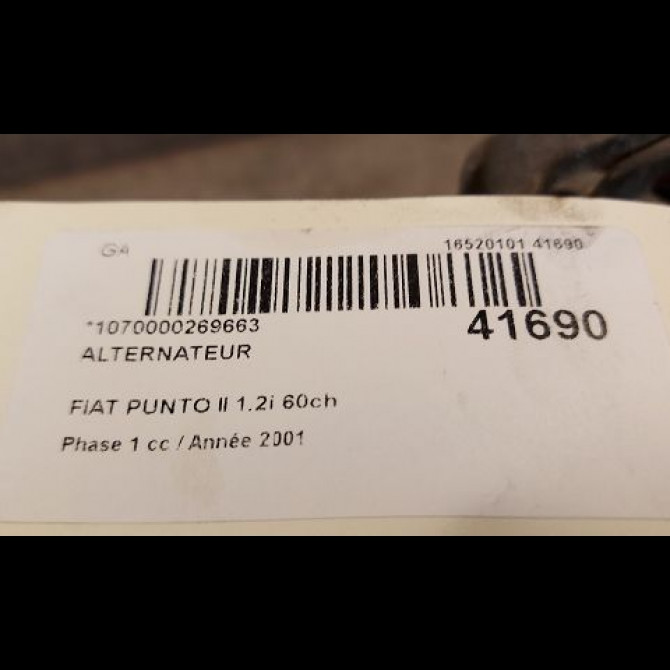 G4 16520101 41690
*1070000269663 41690
ALTERNATEUR
FIAT PUNTO II 1.2i 60ch
Phase 1 cc / Année 2001